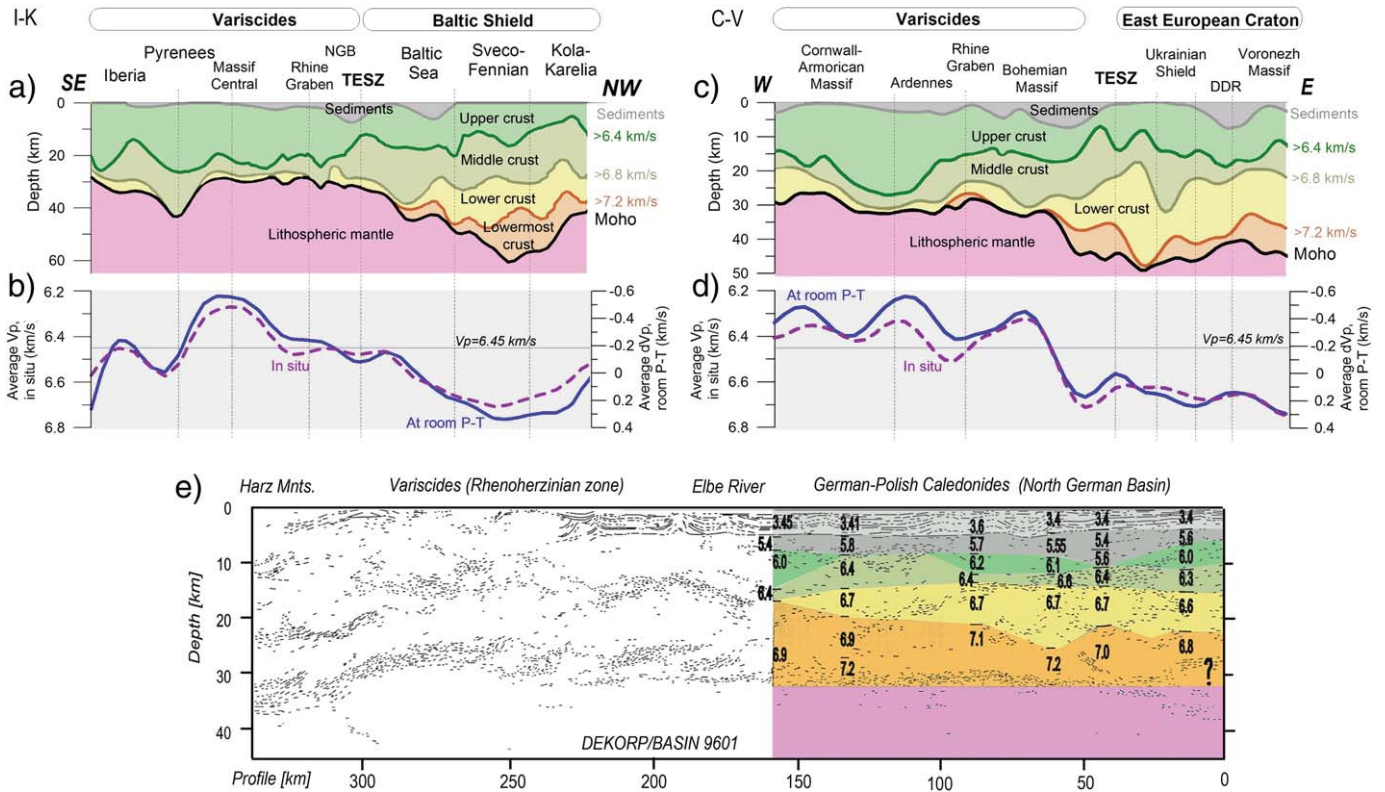 I-K
Variscides
Baltic Shield
Pyrenees
Iberia
Massif
Central
Rhine
Graben
NGB
TESZ
Baltic
Sea
Sveco-
Fennian
Kola-
Karelia
SE
NW
a)
0
20
40
60
Depth (km)
Sediments
Upper crust
Middle crust
Lower crust
Lowermost
crust
Lithospheric mantle
Sediments
>6.4 km/s
>6.8 km/s
>7.2 km/s
Moho
b)
6.2
6.4
6.6
6.8
Average Vp,
in situ (km/s)
Vp=6.45 km/s
In situ
At room P-T
-0.6
-0.4
-0.2
0
0.2
0.4
Average dVp,
room P-T (km/s)
C-V
Variscides
East European Craton
Cornwall-
Armorican
Massif
Ardennes
Rhine
Graben
Bohemian
Massif
TESZ
Ukrainian
Shield
DDR
Voronezh
Massif
W
E
c)
0
10
20
30
40
50
Depth (km)
Sediments
Upper crust
Middle crust
Lower crust
Lithospheric mantle
Sediments
>6.4 km/s
>6.8 km/s
>7.2 km/s
Moho
d)
6.2
6.4
6.6
6.8
Average Vp,
in situ (km/s)
At room P-T
Vp=6.45 km/s
In situ
-0.6
-0.4
-0.2
0
0.2
0.4
Average dVp,
room P-T (km/s)
e)
Harz Mnts.
Variscides (Rhenoherzinian zone)
Elbe River
German-Polish Caledonides (North German Basin)
0
10
20
30
40
Depth [km]
3.45 3.41 3.6 3.4 3.4 3.4
5.4 5.8 5.7 5.55 5.4 5.6
6.0 6.2 6.1 5.6 6.0
6.4 6.4 6.4 6.6 6.4 6.3
6.7 6.7 6.7 6.7 6.6
6.9 6.9 7.1 7.0 6.8
7.2 7.2 ?
DEKORP/BASIN 9601
Profile [km] 300 250 200 150 100 50 0